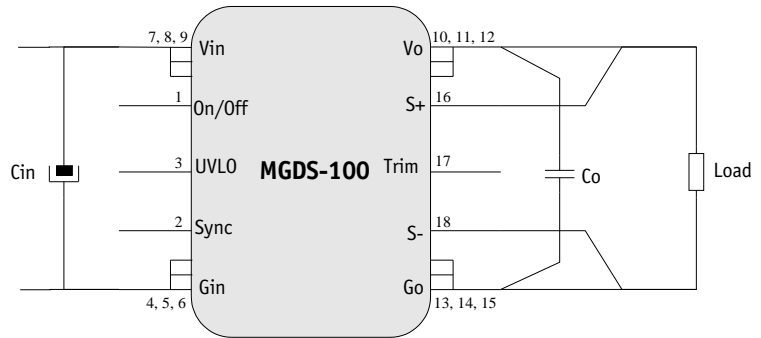 7, 8, 9 Vin Vo 10, 11, 12
1 On/Off S+ 16
Cin 3 UVLO MGDS-100 Trim 17 Co Load
2 Sync S- 18
Gin Go
4, 5, 6 13, 14, 15